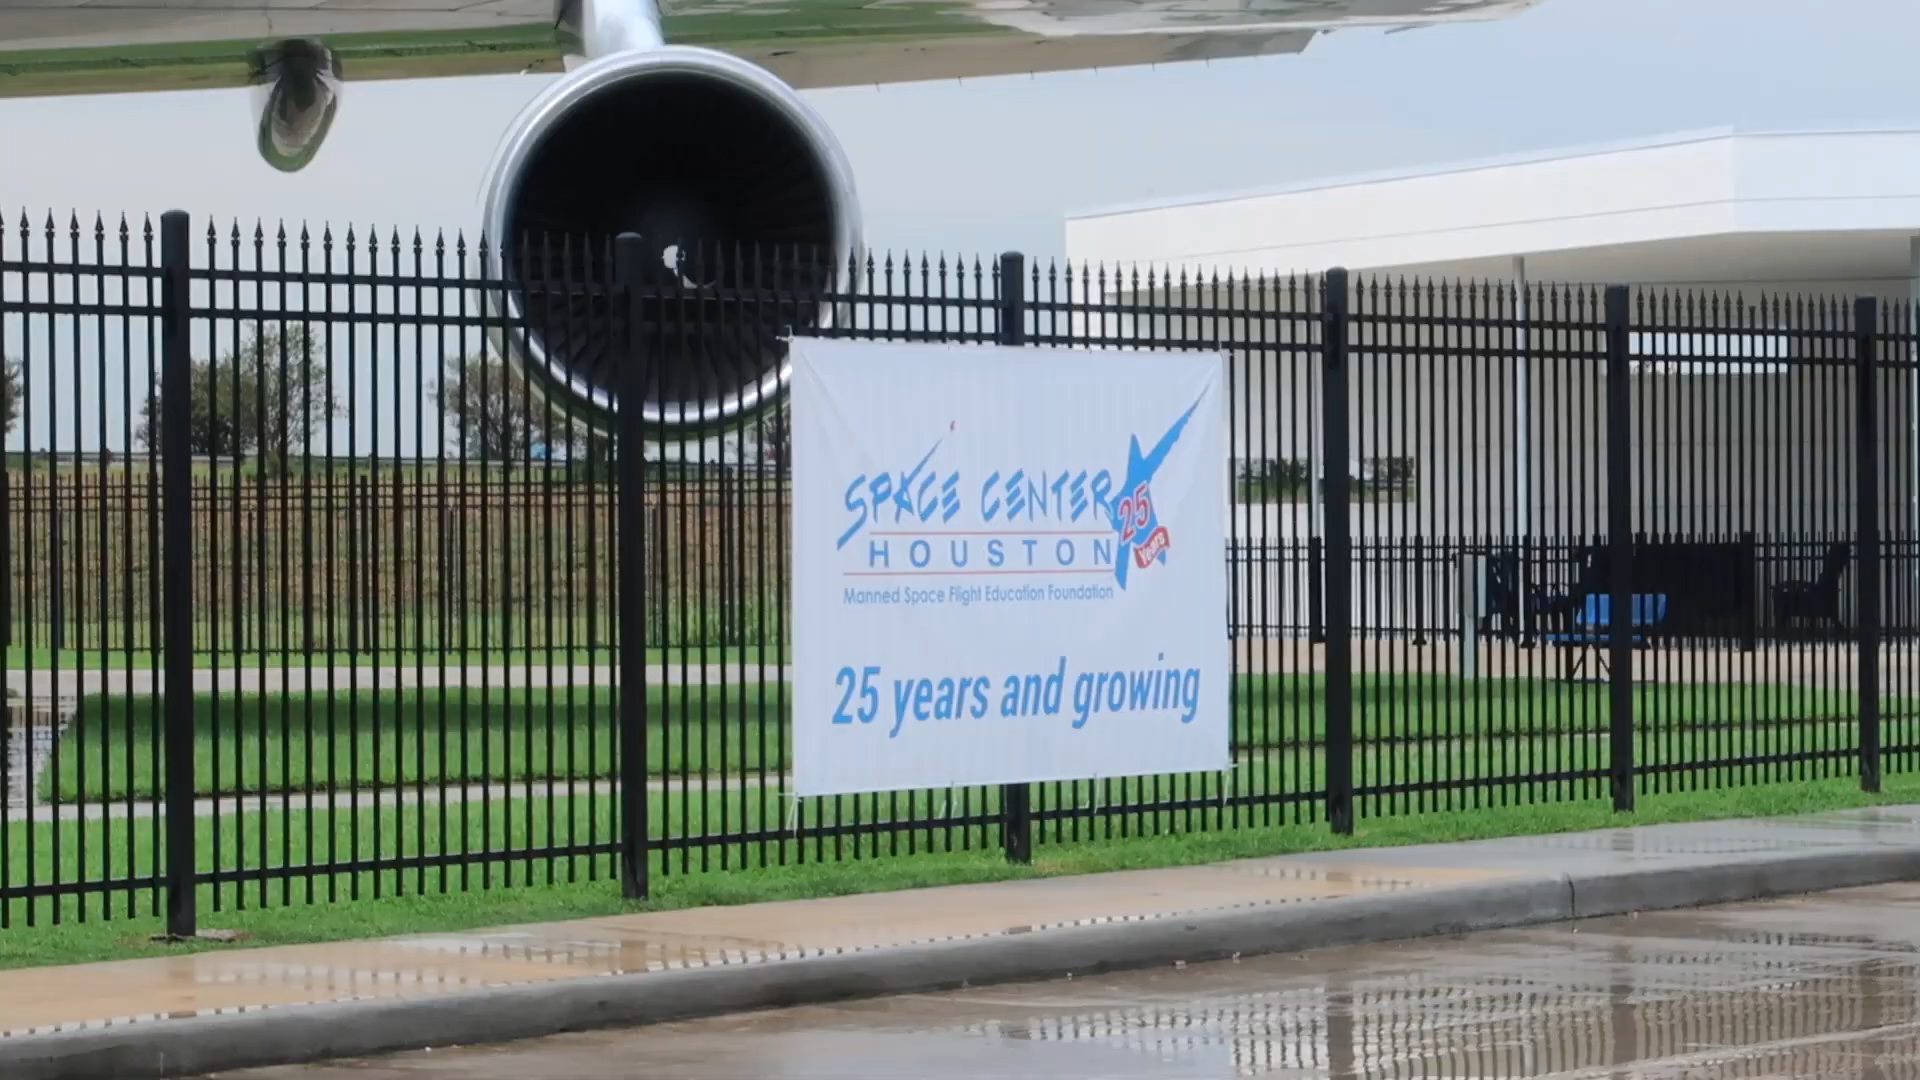 SPACE CENTER
HOUSTON
25
Years
Manned Space Flight Education Foundation
25 years and growing